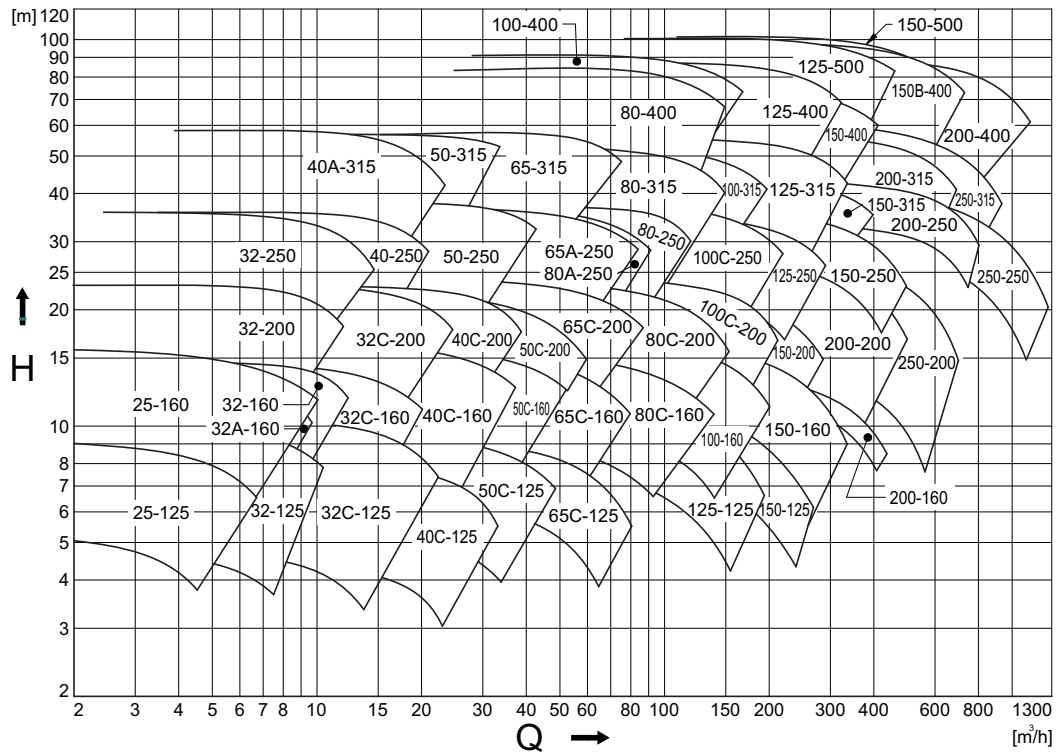 [m] 120
100-400
150-500
100
90
125-500
80
150B-400
70
80-400
125-400
60
150-400
200-400
50
50-315
40A-315
65-315
200-315
80-315
100-315
125-315
150-315
40
250-315
200-250
80-250
30
32-250
40-250
50-250
65A-250
80A-250
100C-250
125-250
150-250
250-250
25
20
100C-200
32-200
32C-200
40C-200
65C-200
80C-200
50C-200
150-200
200-200
250-200
H
15
25-160
32-160
32A-160
32C-160
40C-160
50C-160
65C-160
80C-160
100-160
150-160
10
8
7
50C-125
200-160
6
25-125
32-125
32C-125
65C-125
125-125
150-125
40C-125
5
4
3
2
2 3 4 5 6 7 8 10 15 20 30 40 50 60 80 100 150 200 300 400 600 800 1300
Q
[m³/h]